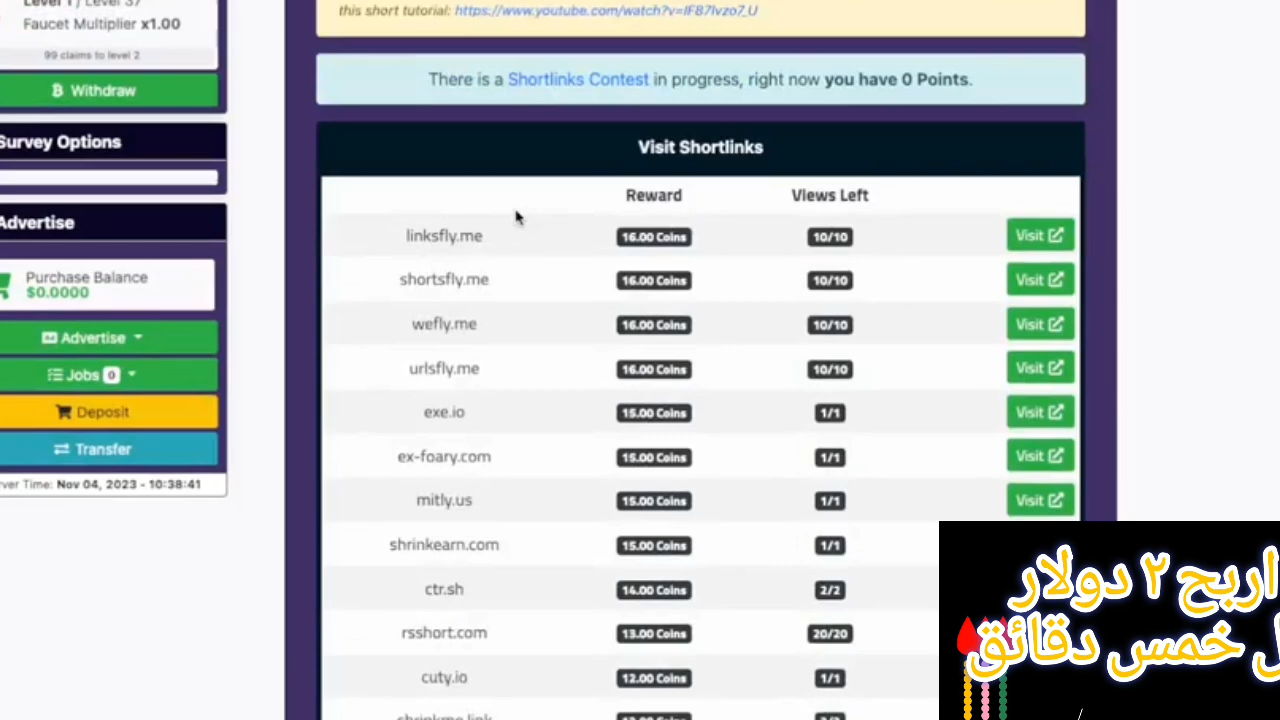 Level 1 / Level 37
Faucet Multiplier x1.00
99 claims to level 2
Withdraw
Survey Options
Advertise
Purchase Balance
$0.0000
Advertise
Jobs 0
Deposit
Transfer
Time: Nov 04, 2023 - 10:38:41
this short tutorial:
There is a Shortlinks Contest in progress, right now you have 0 Points.
Visit Shortlinks
Reward Views Left
linksfly.me 16.00 Coins 10/10 Visit
shortsfly.me 16.00 Coins 10/10 Visit
wefly.me 16.00 Coins 10/10 Visit
urlsfly.me 16.00 Coins 10/10 Visit
exe.io 15.00 Coins 1/1 Visit
ex-foary.com 15.00 Coins 1/1 Visit
mitly.us 15.00 Coins 1/1 Visit
shrinkearn.com 15.00 Coins 1/1
ctr.sh 14.00 Coins 2/2
rsshort.com 13.00 Coins 20/20
cuty.io 12.00 Coins 1/1
اربح ٢ دولار
خمس دقائق